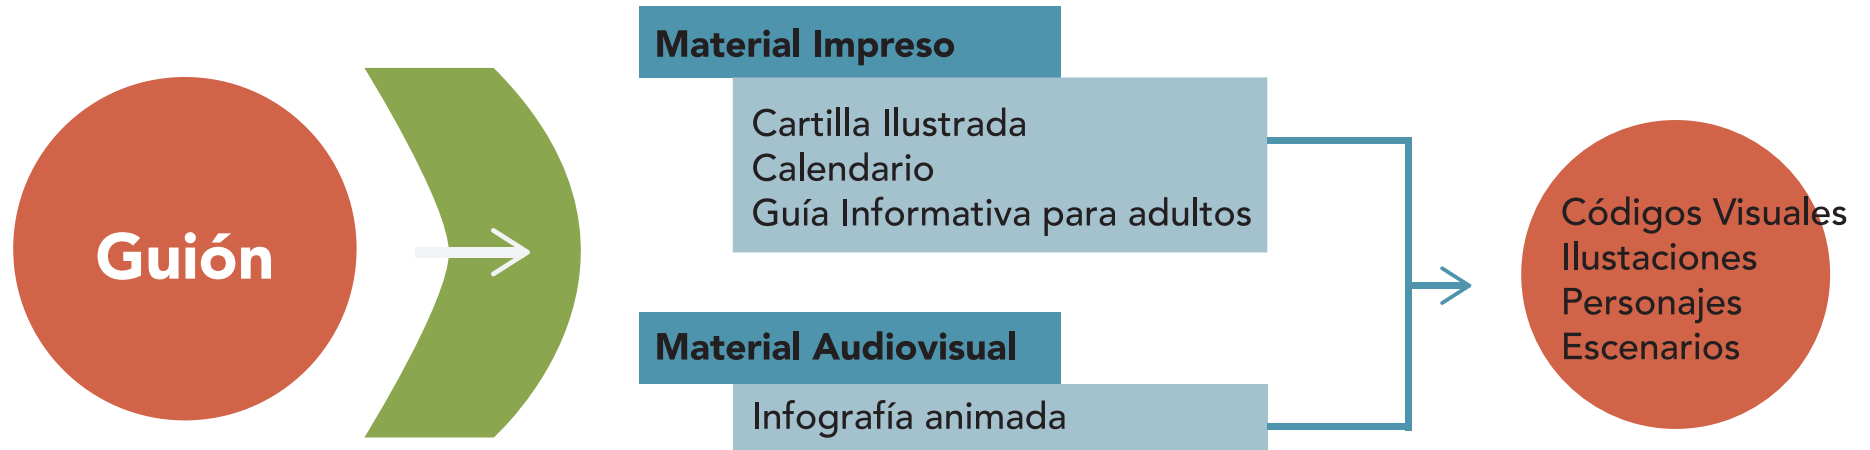 Guión
Material Impreso
Cartilla Ilustrada
Calendario
Guía Informativa para adultos
Material Audiovisual
Infografía animada
Códigos Visuales
Ilustaciones
Personajes
Escenarios